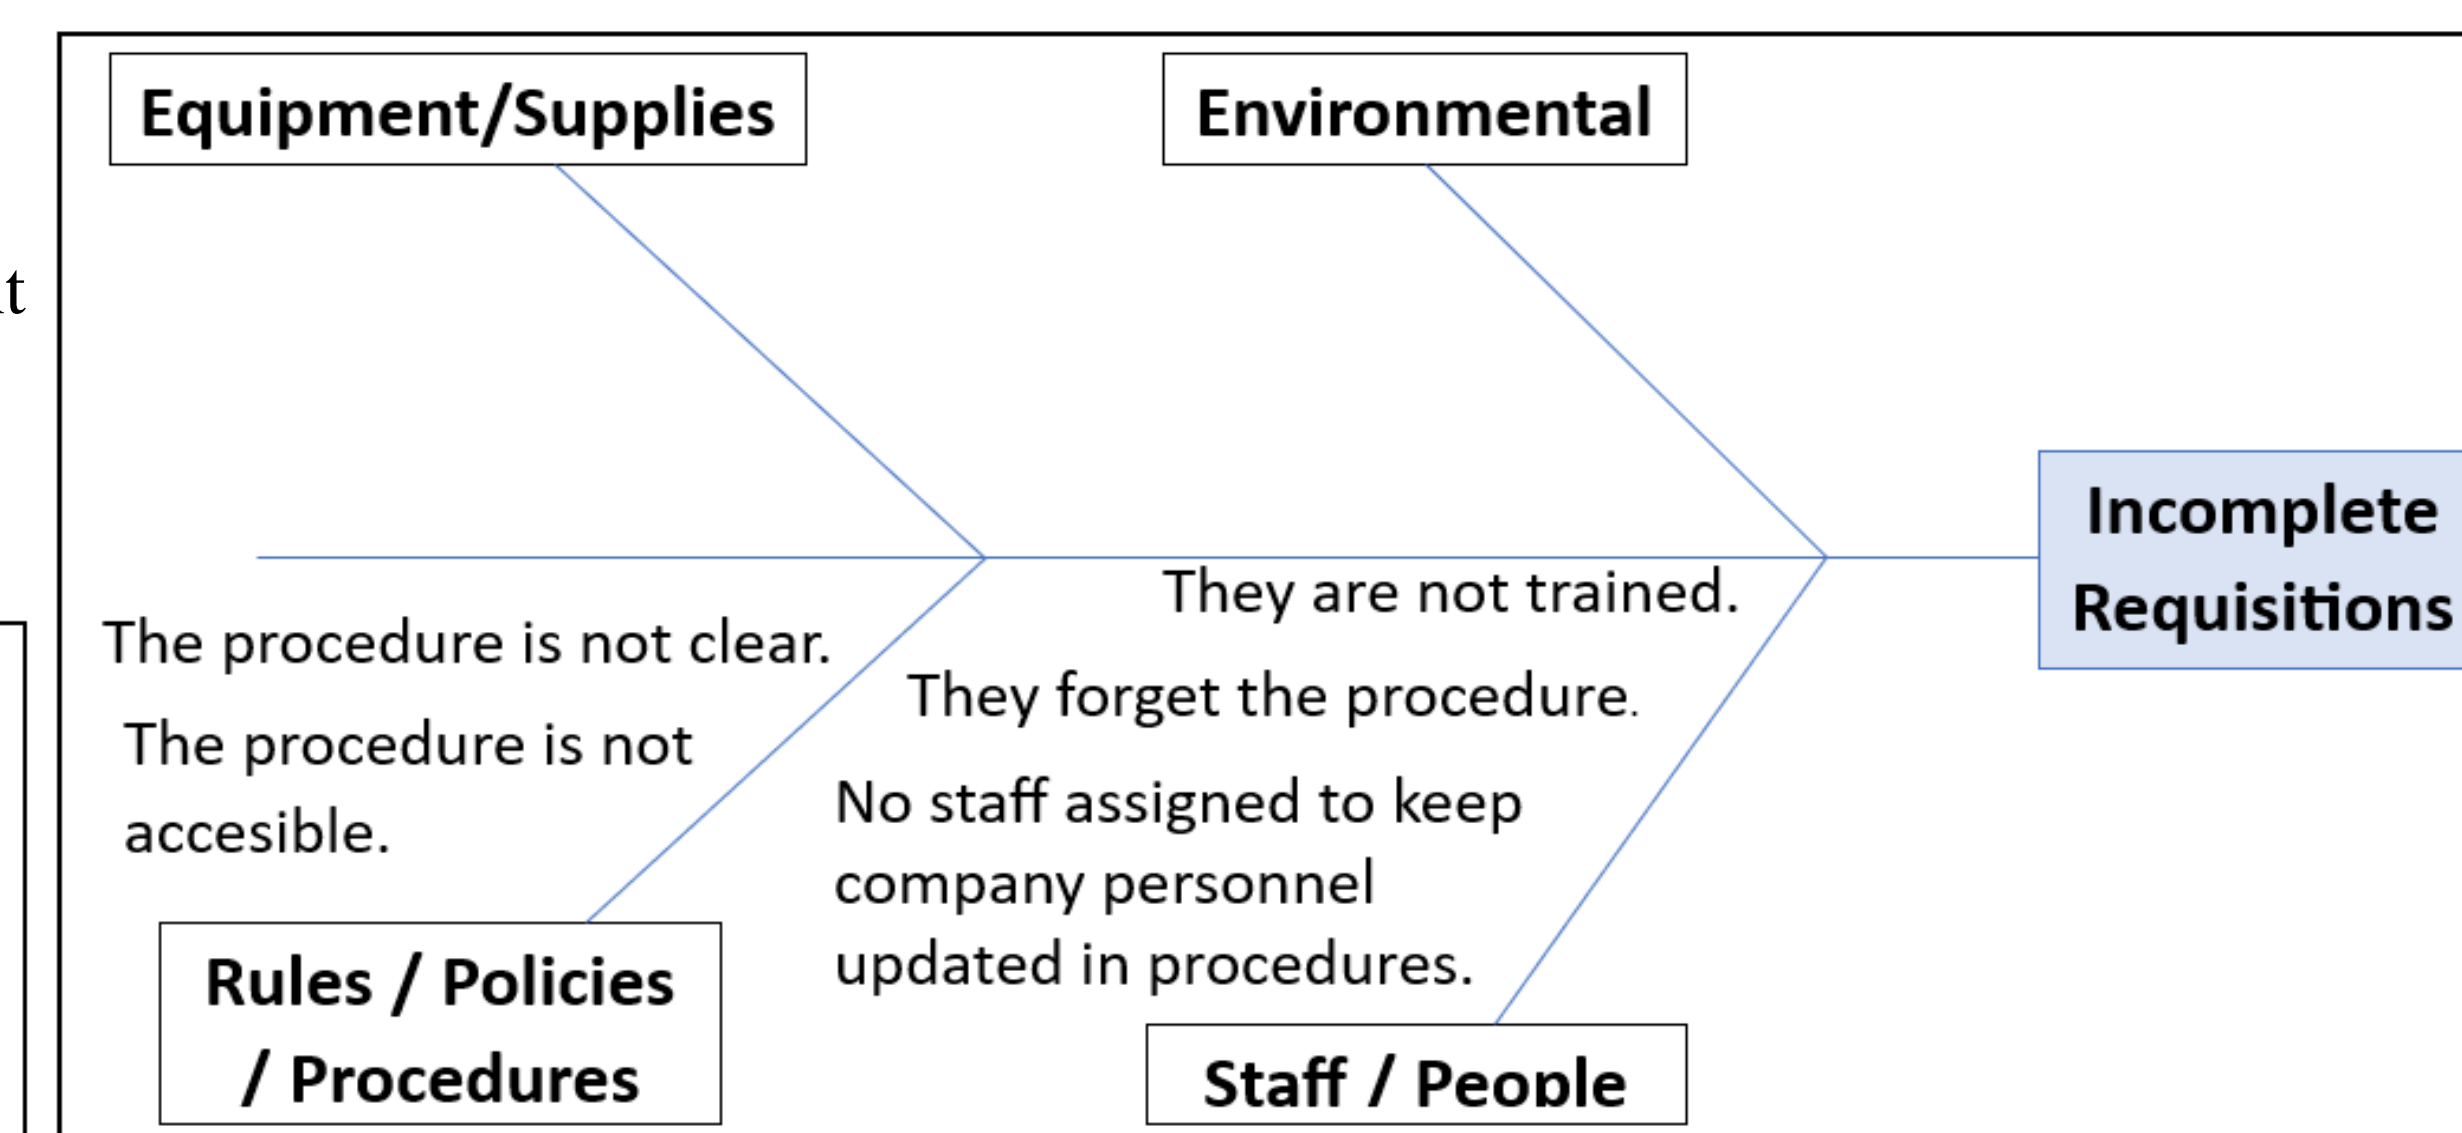 Equipment/Supplies
Environmental
Incomplete
Requisitions
They are not trained.
The procedure is not clear.
They forget the procedure.
The procedure is not
accesible.
No staff assigned to keep
company personnel
updated in procedures.
Rules / Policies
/ Procedures
Staff / People